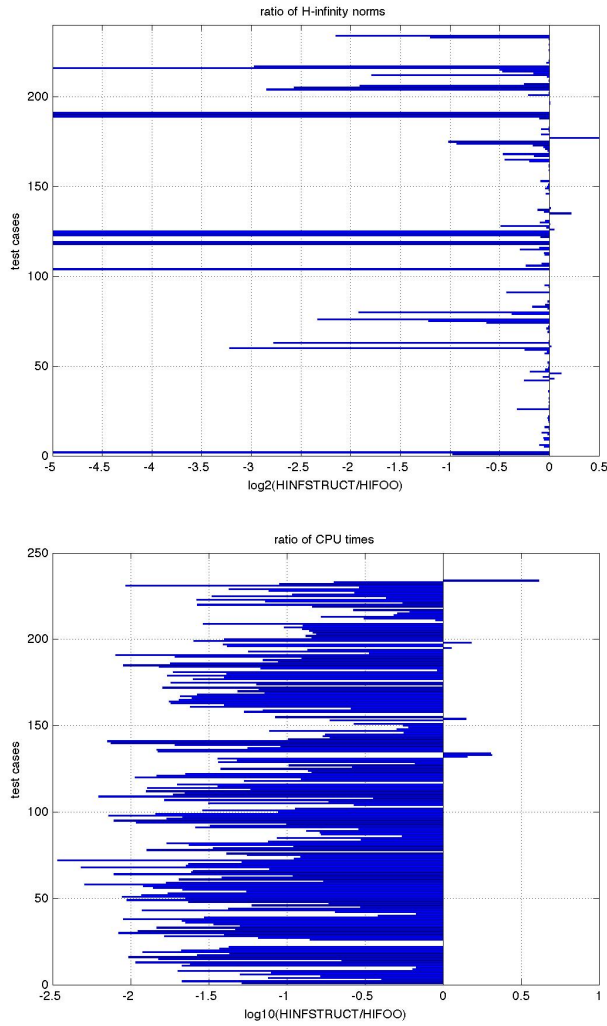 ratio of H-infinity norms
200
150
100
50
0
test cases
-5 -4.5 -4 -3.5 -3 -2.5 -2 -1.5 -1 -0.5 0 0.5
log2(HINFSTRUCT/HIFOO)
ratio of CPU times
250
200
150
100
50
0
test cases
-2.5 -2 -1.5 -1 -0.5 0 0.5 1
log10(HINFSTRUCT/HIFOO)